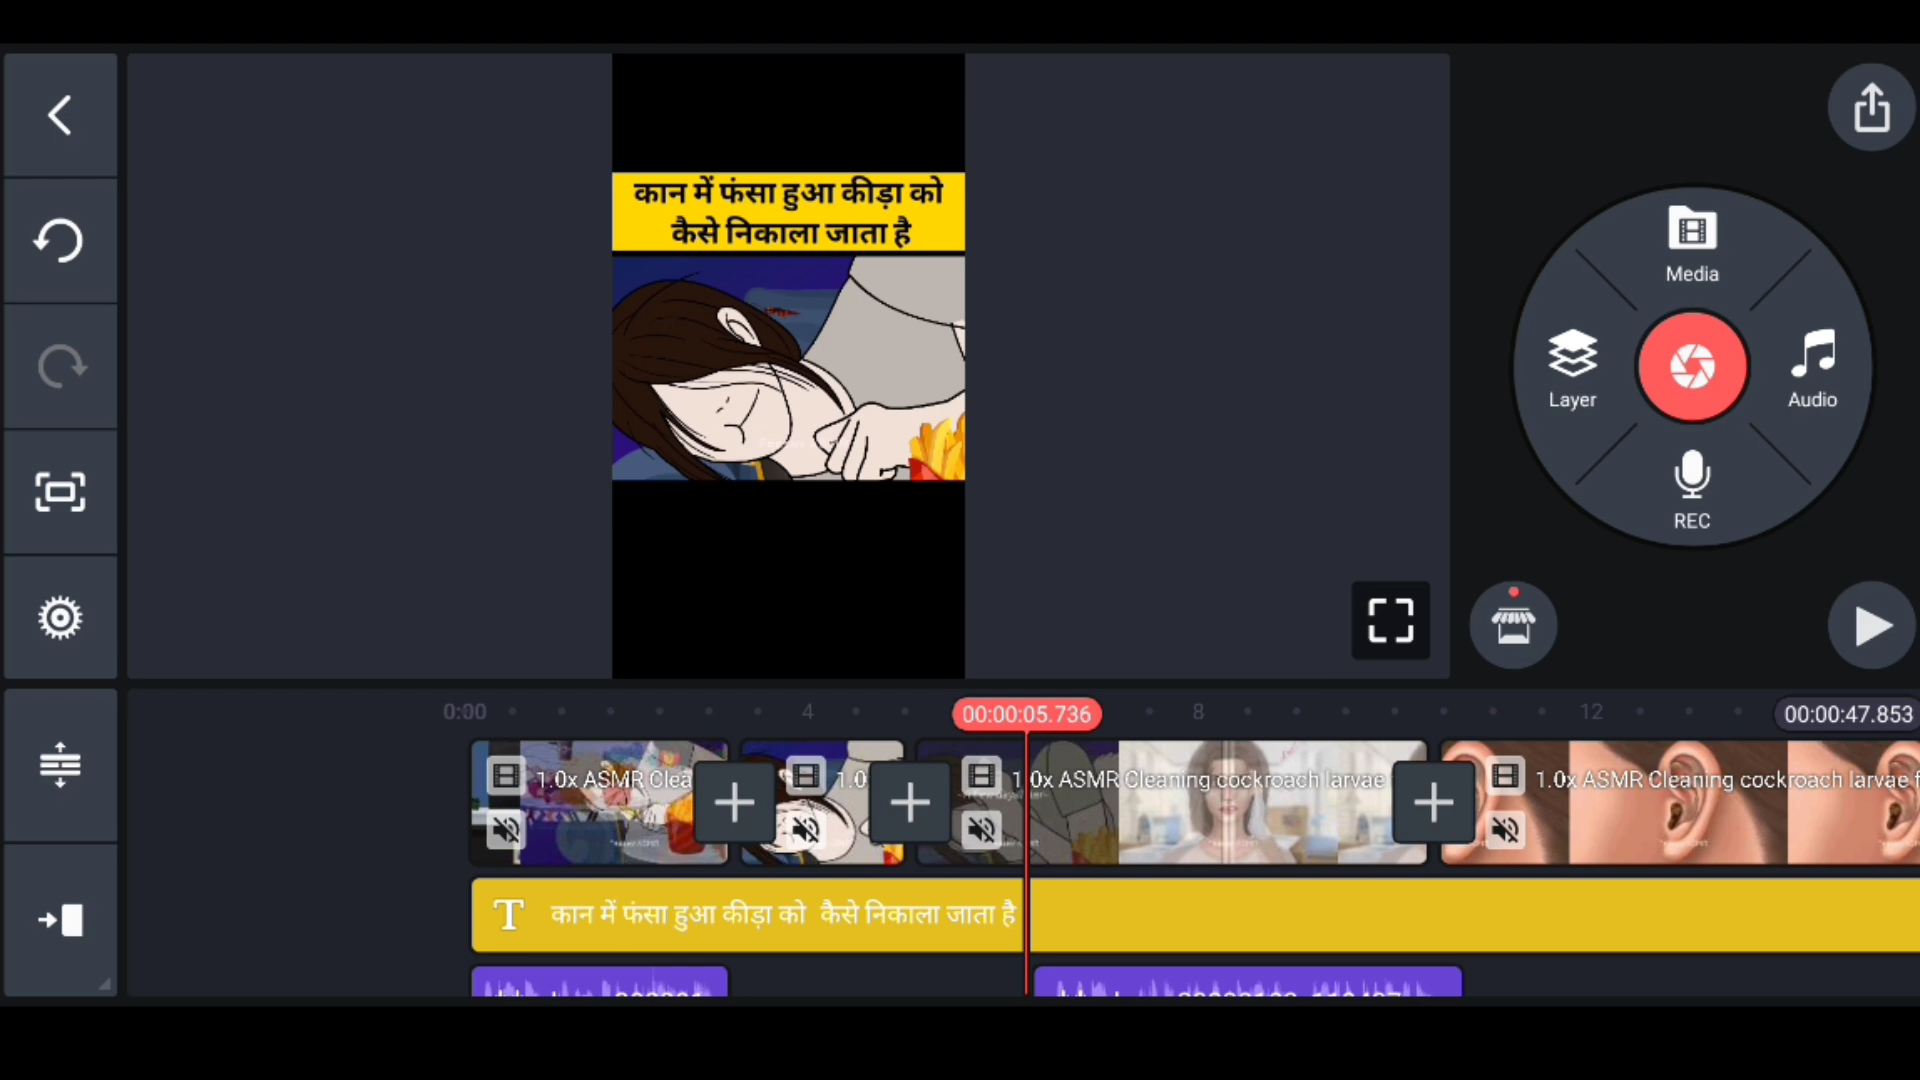 कान में फंसा हुआ कीड़ा को
कैसे निकाला जाता है
Media
Layer
Audio
REC
0:00
4
00:00:05.736
8
12
00:00:47.853
1.0x ASMR Clea
1.0
1.0x ASMR Cleaning cockroach larvae
1.0x ASMR Cleaning cockroach larvae f
T कान में फंसा हुआ कीड़ा को कैसे निकाला जाता है